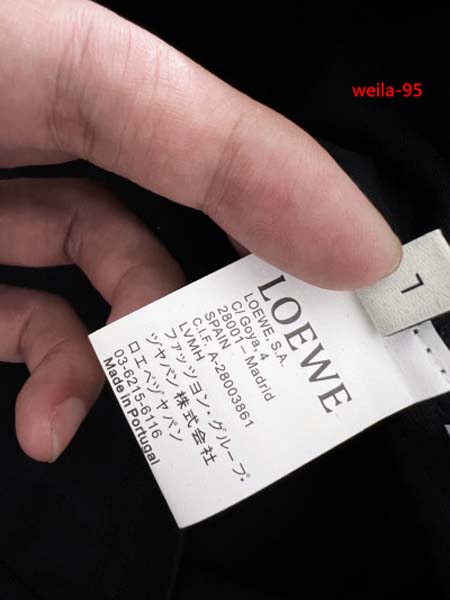 weila-95
L
LOEWE
LOEWE S.A.
C/Goya, 4
28001 – Madrid
SPAIN
C.I.F: A-28003861
LVMH
ファッション・グループ・
ジャパン株式会社
ロエベジャパン
03-6215-6116
Made in Portugal